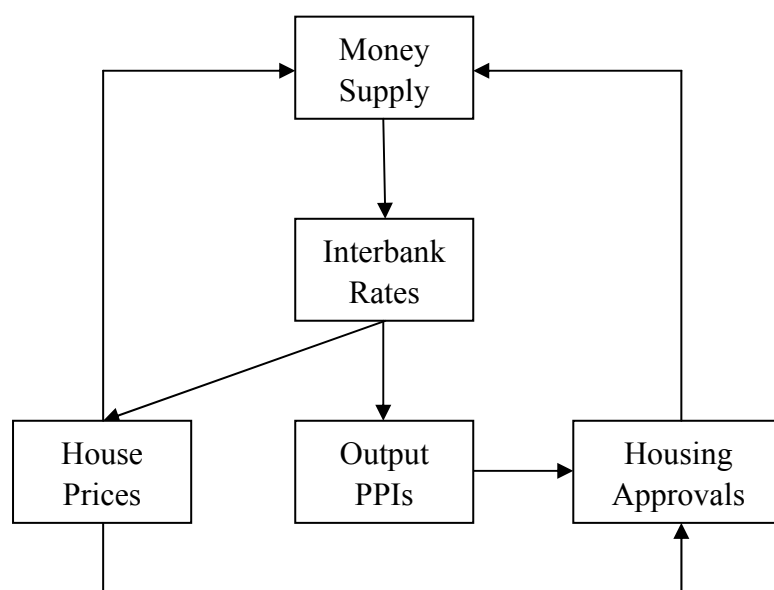 Money
Supply
Interbank
Rates
House
Prices
Output
PPIs
Housing
Approvals